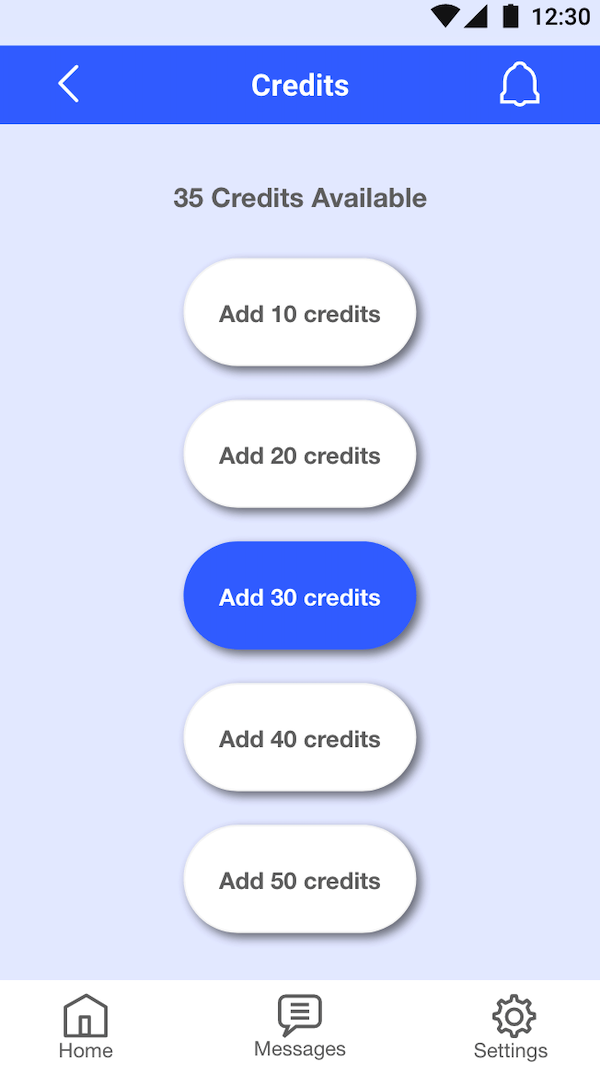 12:30
Credits
35 Credits Available
Add 10 credits
Add 20 credits
Add 30 credits
Add 40 credits
Add 50 credits
Home
Messages
Settings